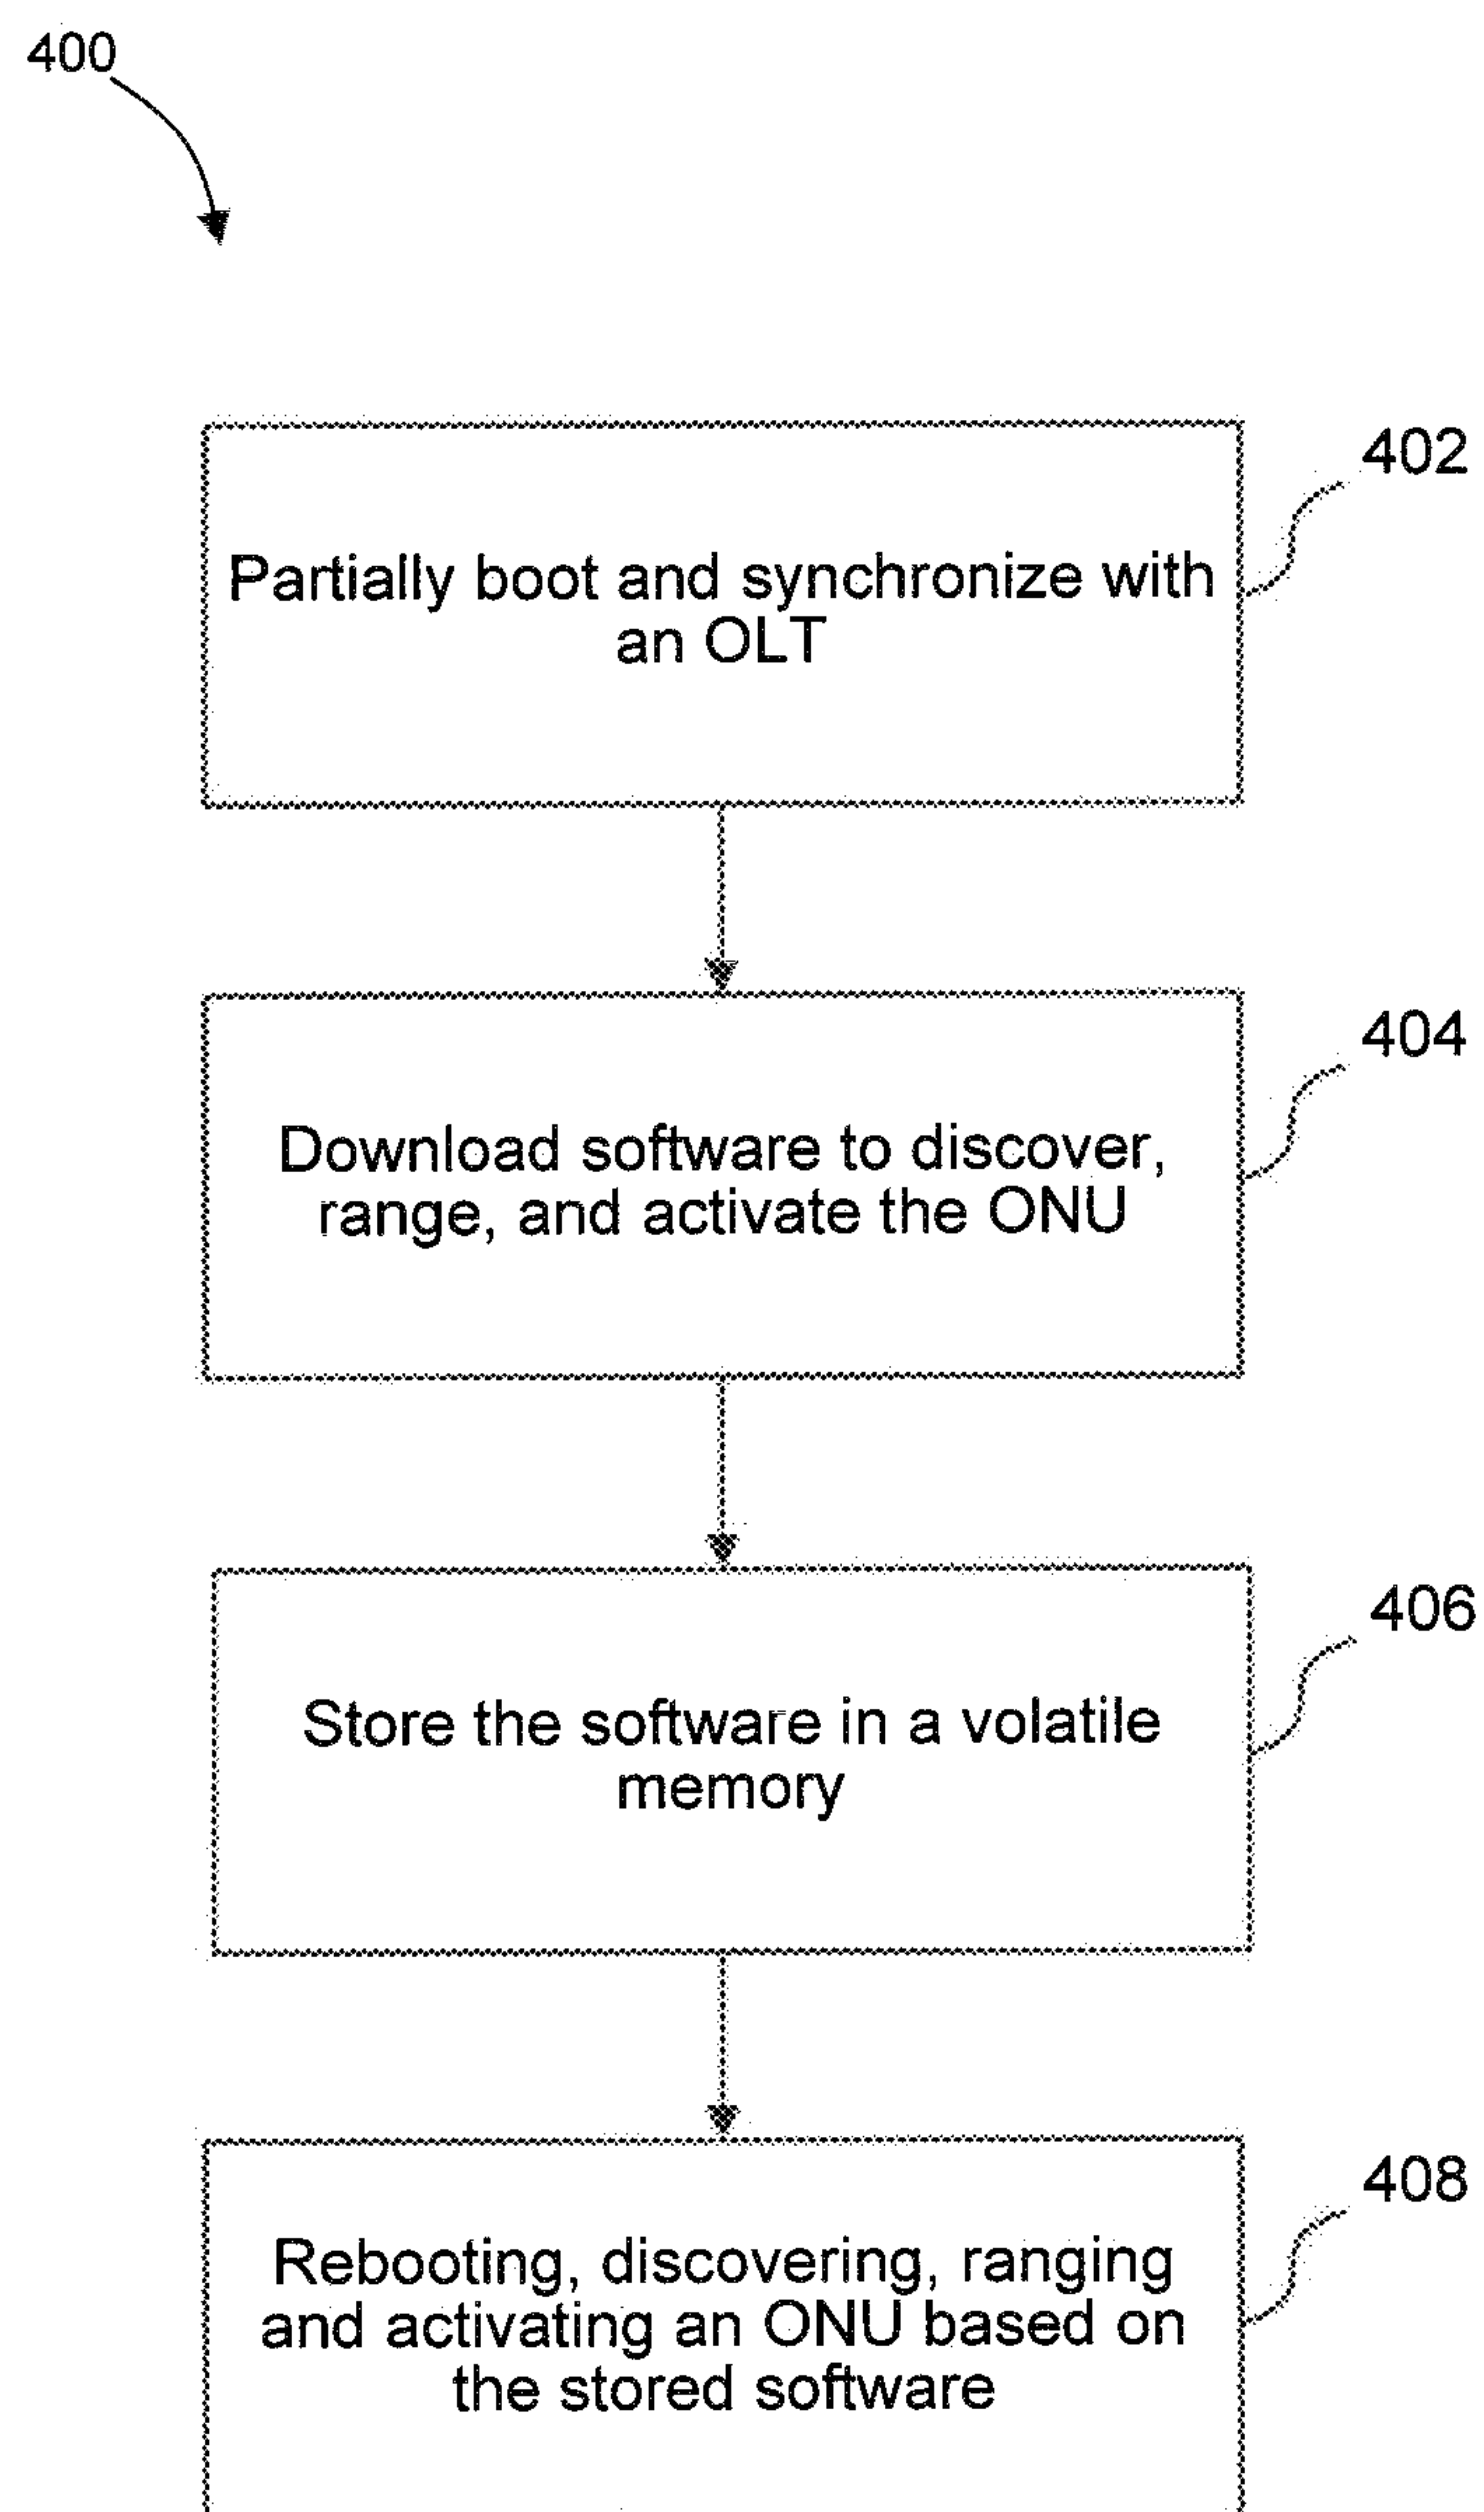 400
402
Partially boot and synchronize with
an OLT
404
Download software to discover,
range, and activate the ONU
406
Store the software in a volatile
memory
408
Rebooting, discovering, ranging
and activating an ONU based on
the stored software